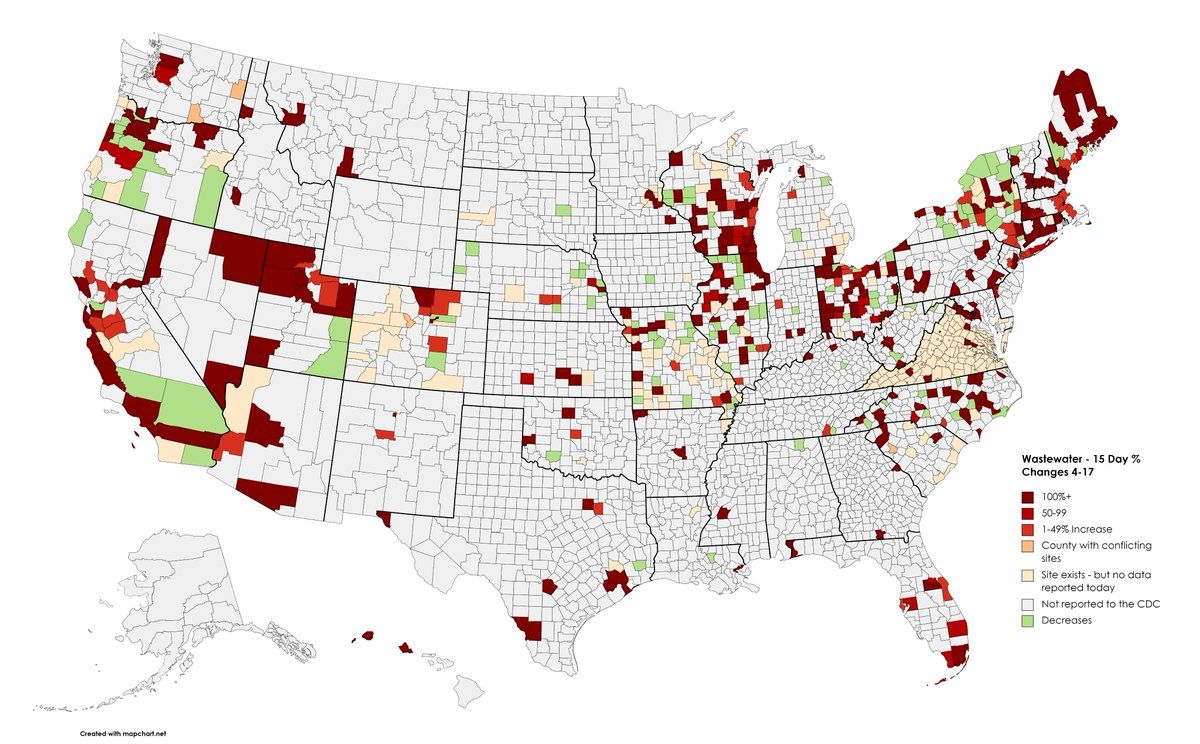 Wastewater - 15 Day %
Changes 4-17
100%+
50-99
1-49% Increase
County with conflicting
sites
Site exists - but no data
reported today
Not reported to the CDC
Decreases
Created with mapchart.net